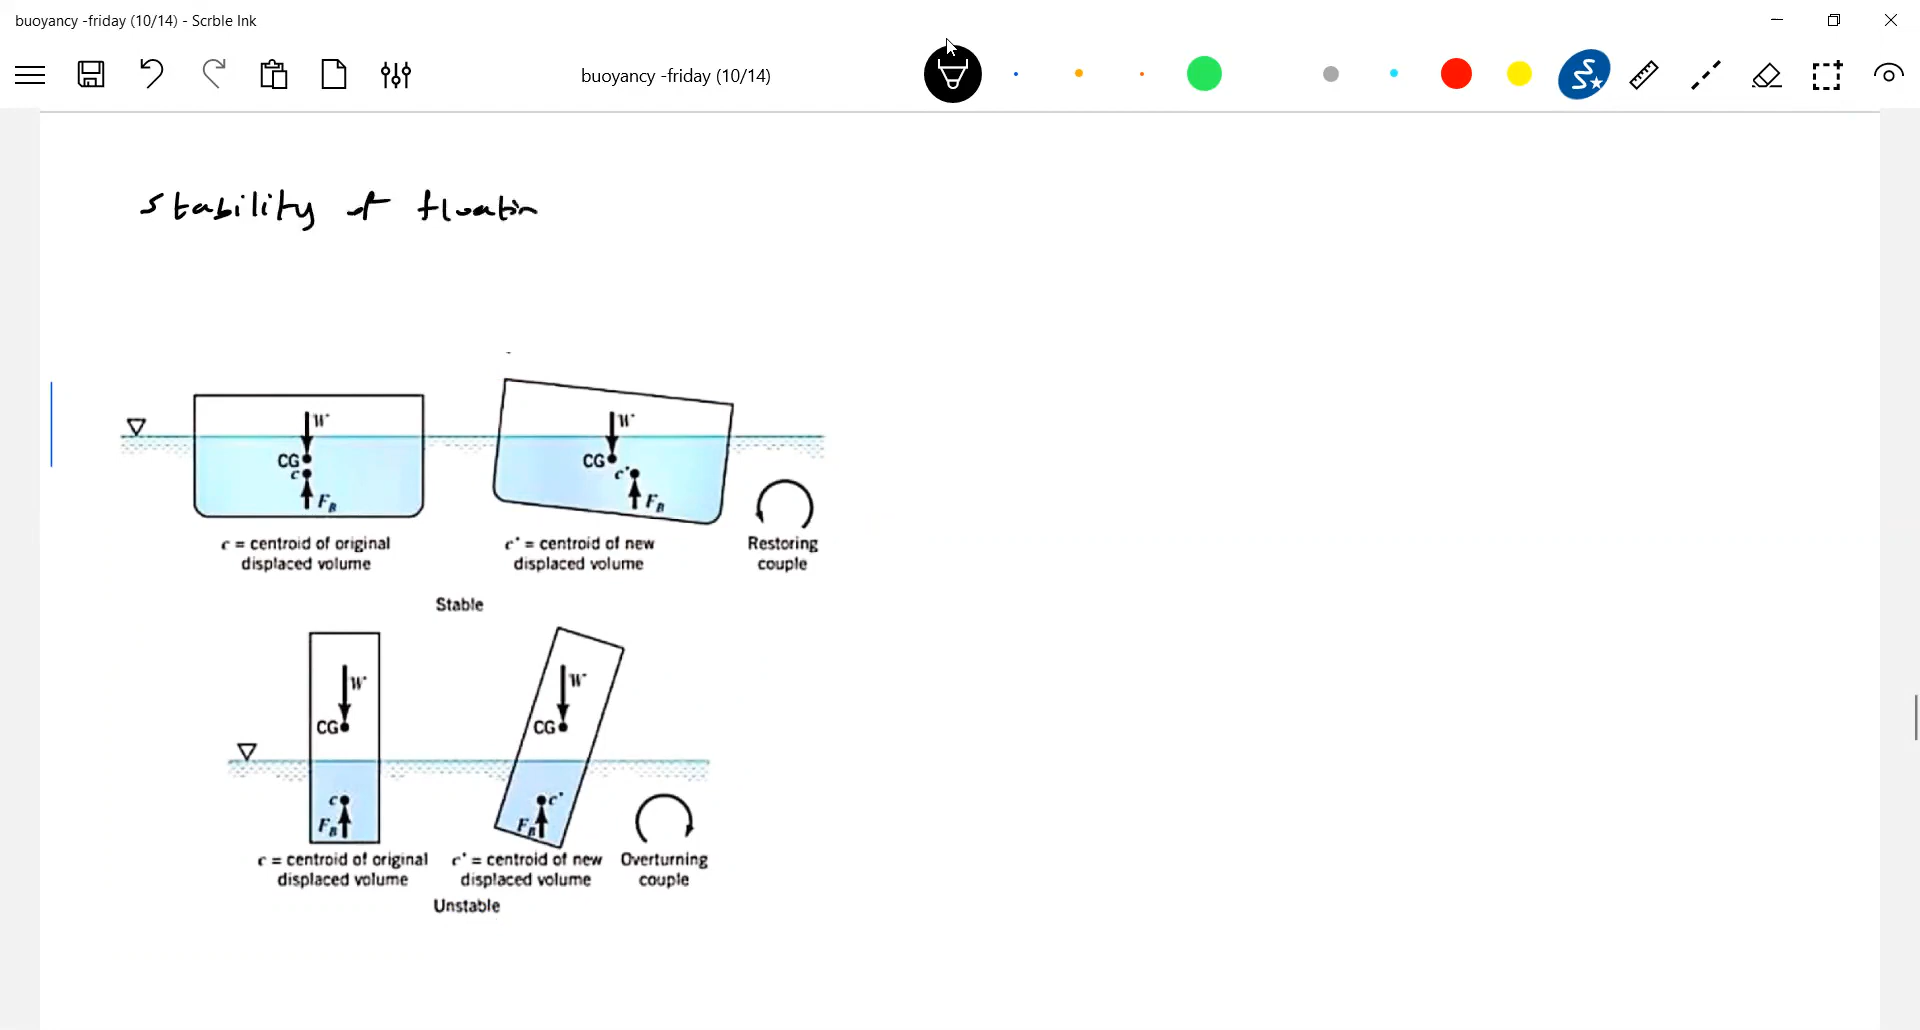 buoyancy -friday (10/14) - Scrble Ink
buoyancy -friday (10/14)
Stability of floatin
W
CG
c
F_B
W
CG
c'
F_B
c = centroid of original
displaced volume
c' = centroid of new
displaced volume
Restoring
couple
Stable
W
CG
c
F_B
W
CG
c'
F_B
c = centroid of original
displaced volume
c' = centroid of new
displaced volume
Overturning
couple
Unstable